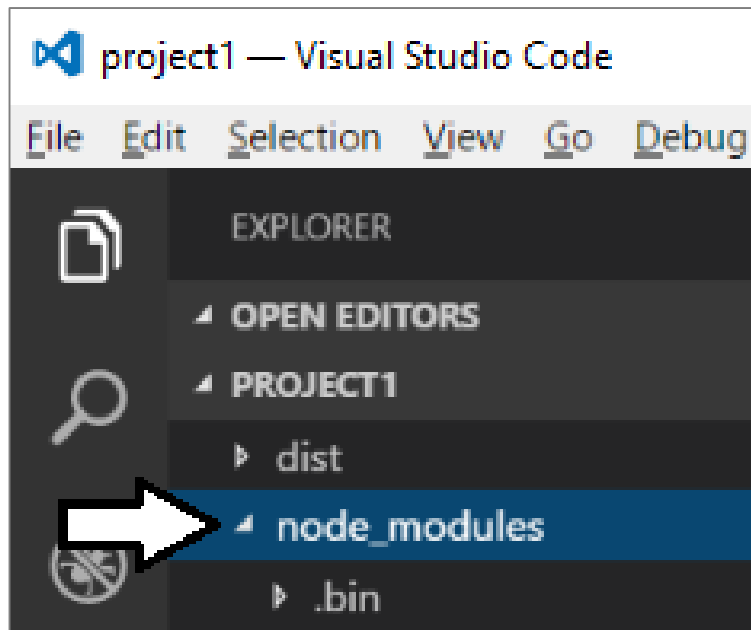 project1 — Visual Studio Code
File Edit Selection View Go Debug
EXPLORER
OPEN EDITORS
PROJECT1
dist
node_modules
.bin